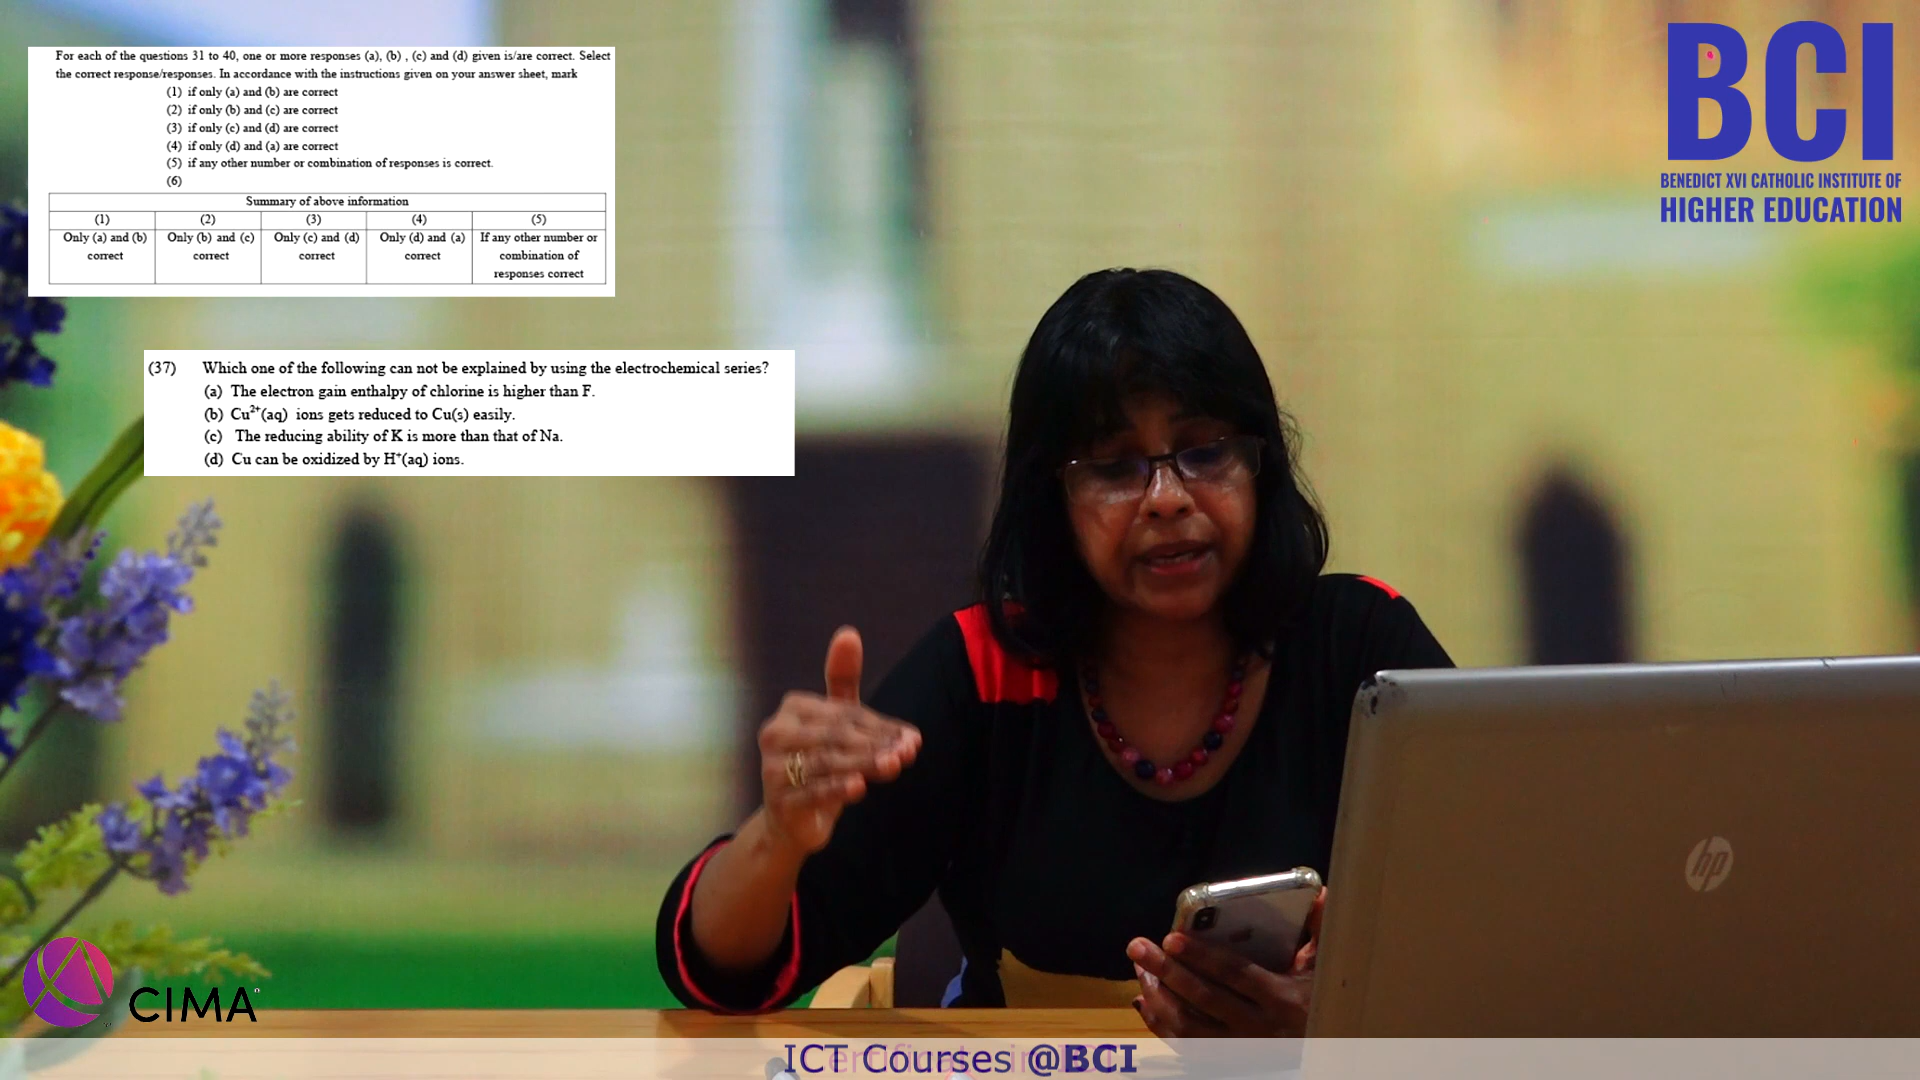 For each of the questions 31 to 40, one or more responses (a), (b) , (c) and (d) given is/are correct. Select
the correct response/responses. In accordance with the instructions given on your answer sheet, mark
(1) if only (a) and (b) are correct
(2) if only (b) and (c) are correct
(3) if only (c) and (d) are correct
(4) if only (d) and (a) are correct
(5) if any other number or combination of responses is correct.
(6)
Summary of above information
(1) (2) (3) (4) (5)
Only (a) and (b) Only (b) and (c) Only (c) and (d) Only (d) and (a) If any other number or
correct correct correct correct combination of
responses correct
(37) Which one of the following can not be explained by using the electrochemical series?
(a) The electron gain enthalpy of chlorine is higher than F.
(b) Cu²⁺(aq) ions gets reduced to Cu(s) easily.
(c) The reducing ability of K is more than that of Na.
(d) Cu can be oxidized by H⁺(aq) ions.
BCI
BENEDICT XVI CATHOLIC INSTITUTE OF
HIGHER EDUCATION
hp
CIMA
ICT Courses @BCI